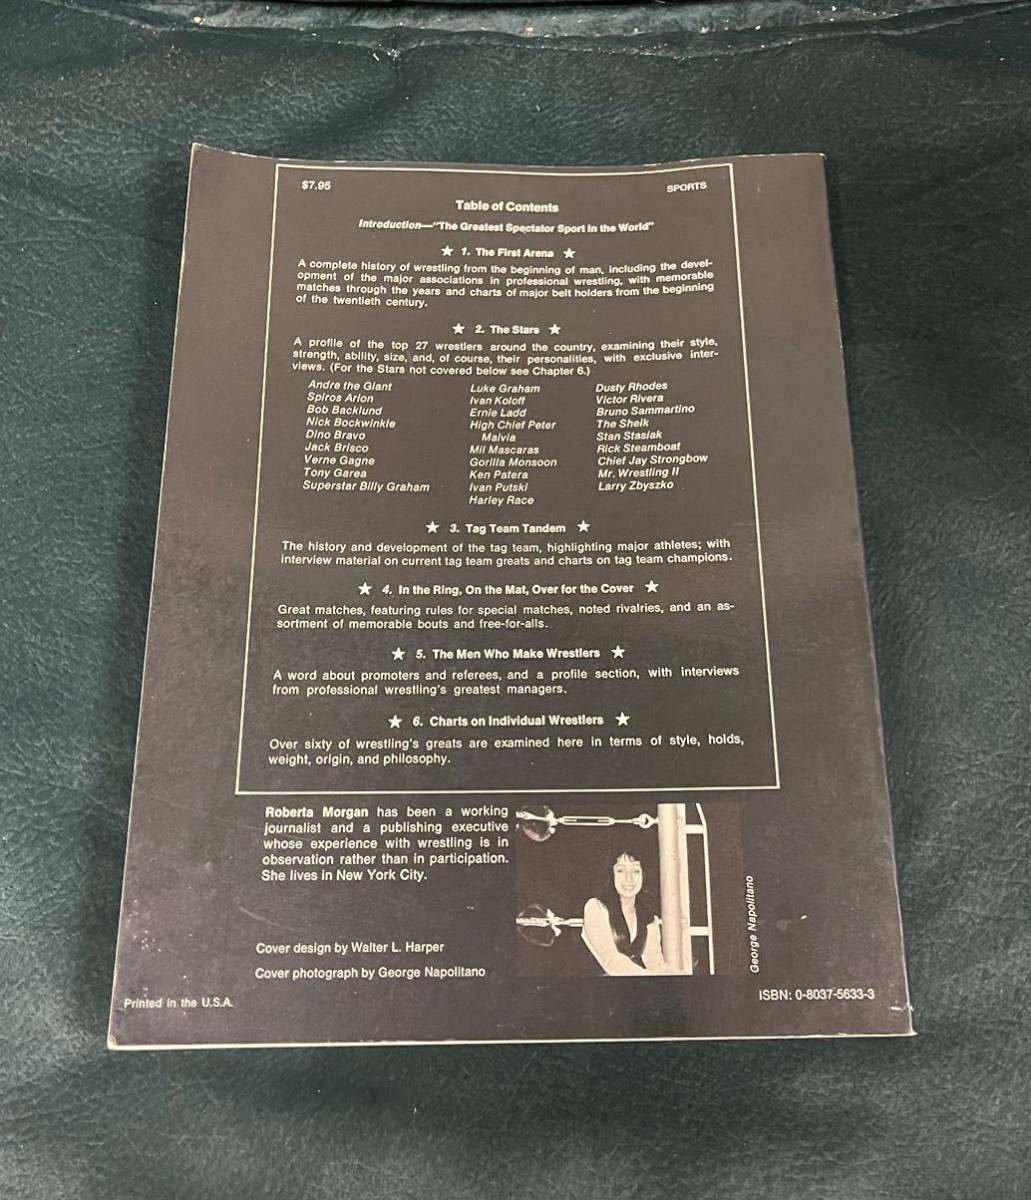 $7.95
SPORTS
Table of Contents
Introduction—"The Greatest Spectator Sport in the World"
★ 1. The First Arena ★
A complete history of wrestling from the beginning of man, including the devel-
opment of the major associations in professional wrestling, with memorable
matches through the years and charts of major belt holders from the beginning
of the twentieth century.
★ 2. The Stars ★
A profile of the top 27 wrestlers around the country, examining their style,
strength, ability, size, and, of course, their personalities, with exclusive inter-
views. (For the Stars not covered below see Chapter 6.)
Andre the Giant
Spiros Arion
Bob Backlund
Nick Bockwinkle
Dino Bravo
Jack Brisco
Verne Gagne
Tony Garea
Superstar Billy Graham
Luke Graham
Ivan Koloff
Ernie Ladd
High Chief Peter
Maivia
Mil Mascaras
Gorilla Monsoon
Ken Patera
Ivan Putski
Harley Race
Dusty Rhodes
Victor Rivera
Bruno Sammartino
The Sheik
Stan Stasiak
Rick Steamboat
Chief Jay Strongbow
Mr. Wrestling II
Larry Zbyszko
★ 3. Tag Team Tandem ★
The history and development of the tag team, highlighting major athletes; with
interview material on current tag team greats and charts on tag team champions.
★ 4. In the Ring, On the Mat, Over for the Cover ★
Great matches, featuring rules for special matches, noted rivalries, and an as-
sortment of memorable bouts and free-for-alls.
★ 5. The Men Who Make Wrestlers ★
A word about promoters and referees, and a profile section, with interviews
from professional wrestling's greatest managers.
★ 6. Charts on Individual Wrestlers ★
Over sixty of wrestling's greats are examined here in terms of style, holds,
weight, origin, and philosophy.
Roberta Morgan has been a working
journalist and a publishing executive
whose experience with wrestling is in
observation rather than in participation.
She lives in New York City.
George Napolitano
Cover design by Walter L. Harper
Cover photograph by George Napolitano
Printed in the U.S.A.
ISBN: 0-8037-5633-3